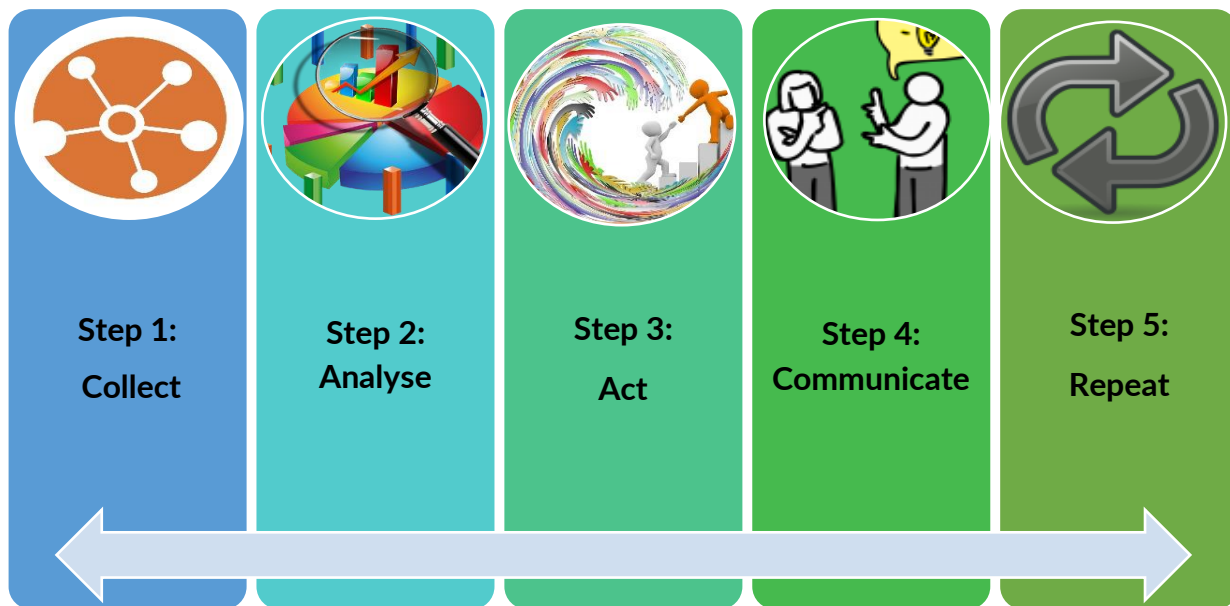 Step 1:
Collect
Step 2:
Analyse
Step 3:
Act
Step 4:
Communicate
Step 5:
Repeat